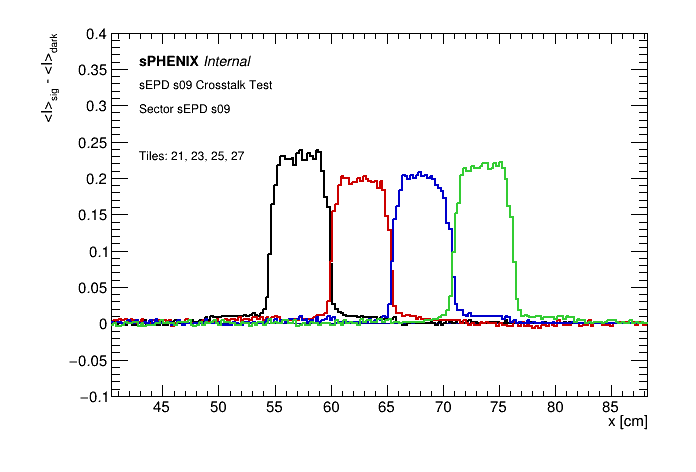 <I>sig - <I>dark
0.4
0.35
0.3
0.25
0.2
0.15
0.1
0.05
0
−0.05
−0.1
sPHENIX Internal
sEPD s09 Crosstalk Test
Sector sEPD s09
Tiles: 21, 23, 25, 27
45 50 55 60 65 70 75 80 85
x [cm]